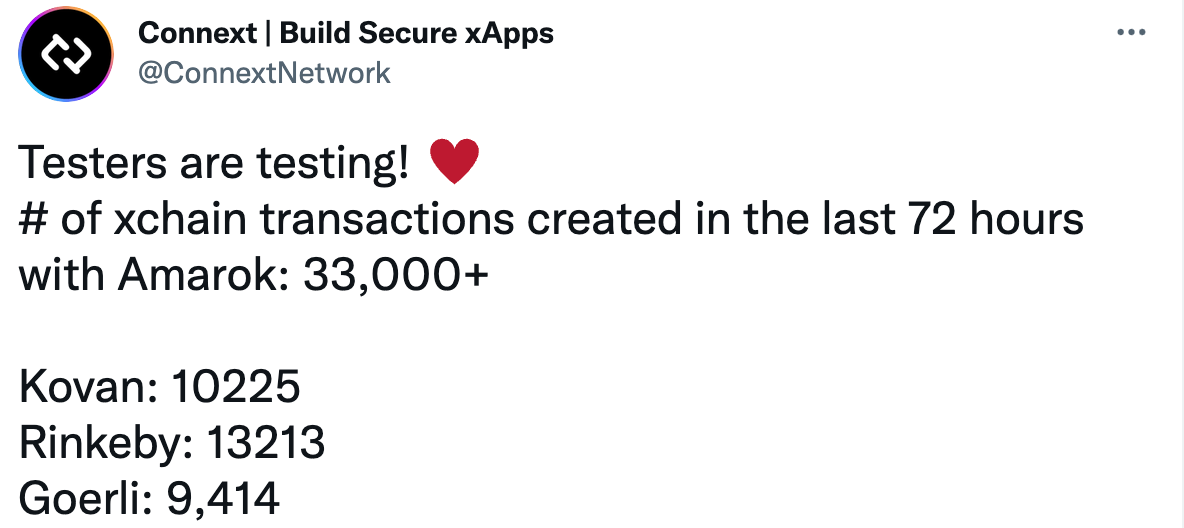 Connext | Build Secure xApps
@ConnextNetwork
Testers are testing! ❤️
# of xchain transactions created in the last 72 hours
with Amarok: 33,000+
Kovan: 10225
Rinkeby: 13213
Goerli: 9,414